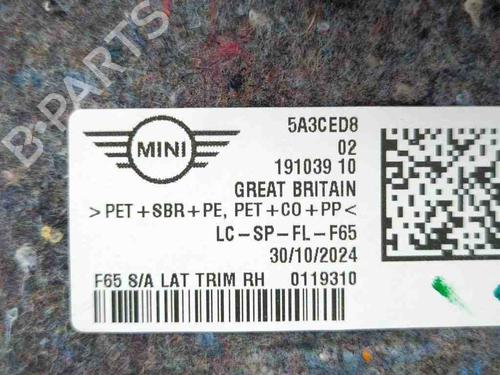 MINI
5A3CED8
02
191039 10
GREAT BRITAIN
>PET+SBR+PE, PET+CO+PP<
LC-SP-FL-F65
30/10/2024
F65 S/A LAT TRIM RH 0119310
B-PARTS